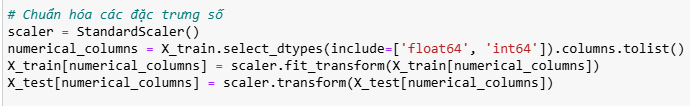 # Chuẩn hóa các đặc trưng số
scaler = StandardScaler()
numerical_columns = X_train.select_dtypes(include=['float64', 'int64']).columns.tolist()
X_train[numerical_columns] = scaler.fit_transform(X_train[numerical_columns])
X_test[numerical_columns] = scaler.transform(X_test[numerical_columns])